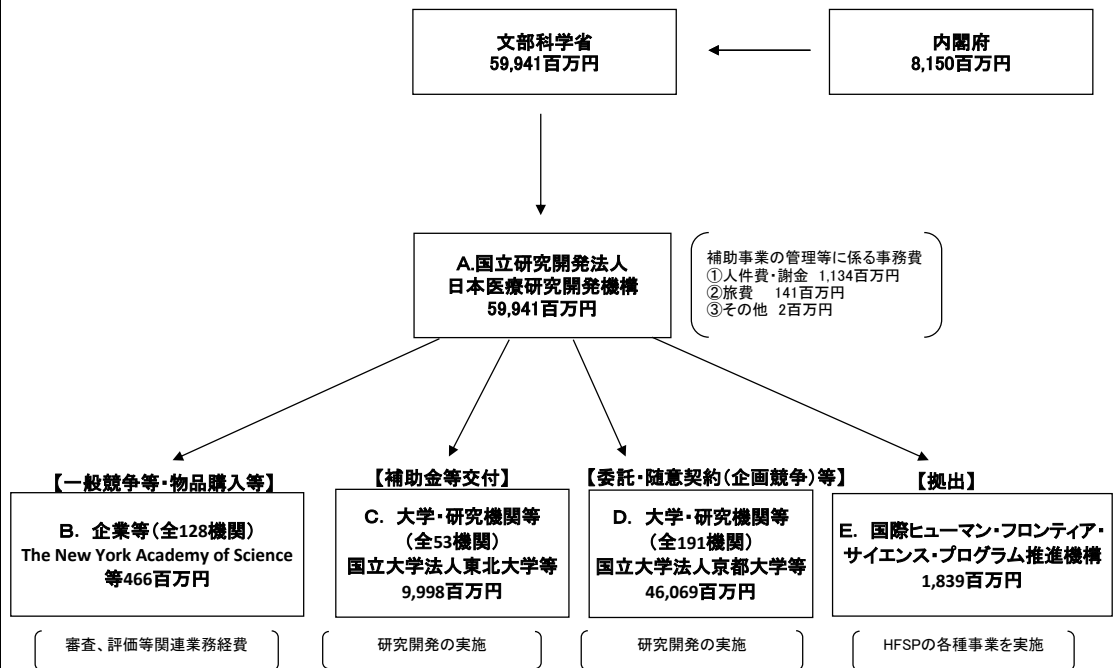 文部科学省
59,941百万円
内閣府
8,150百万円
A.国立研究開発法人
日本医療研究開発機構
59,941百万円
補助事業の管理等に係る事務費
①人件費・謝金 1,134百万円
②旅費 141百万円
③その他 2百万円
【一般競争等・物品購入等】
B. 企業等(全128機関)
The New York Academy of Science
等466百万円
審査、評価等関連業務経費
【補助金等交付】
C. 大学・研究機関等
(全53機関)
国立大学法人東北大学等
9,998百万円
研究開発の実施
【委託・随意契約(企画競争)等】
D. 大学・研究機関等
(全191機関)
国立大学法人京都大学等
46,069百万円
研究開発の実施
【拠出】
E. 国際ヒューマン・フロンティア・
サイエンス・プログラム推進機構
1,839百万円
HFSPの各種事業を実施